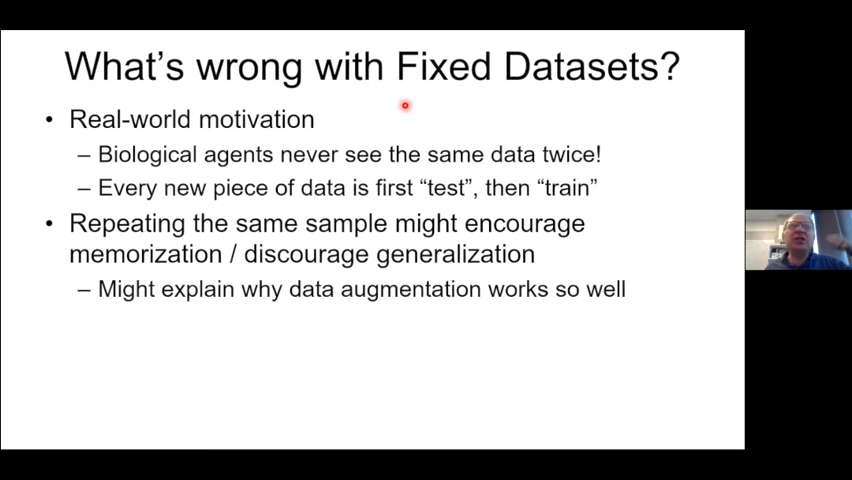 What's wrong with Fixed Datasets?
• Real-world motivation
– Biological agents never see the same data twice!
– Every new piece of data is first “test”, then “train”
• Repeating the same sample might encourage
memorization / discourage generalization
– Might explain why data augmentation works so well